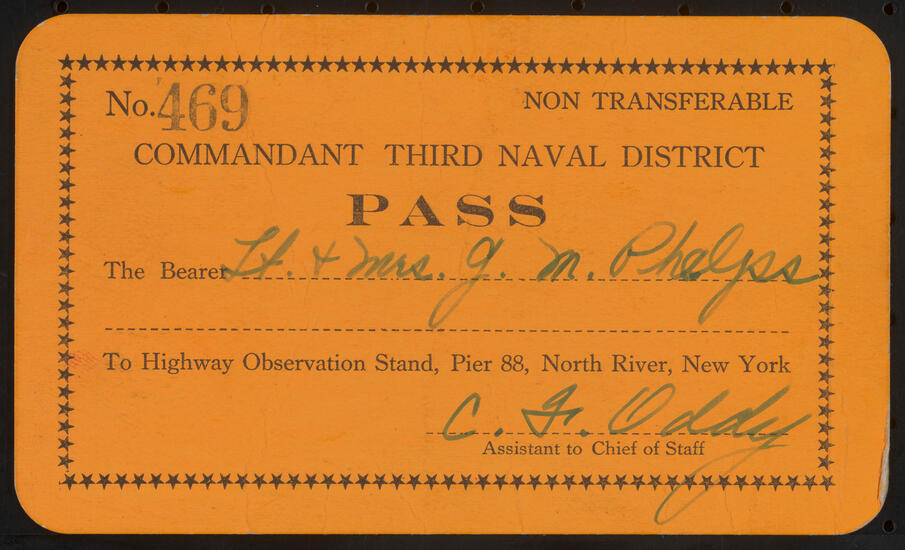 No. 469 NON TRANSFERABLE
COMMANDANT THIRD NAVAL DISTRICT
PASS
The Bearer Lt. & Mrs. G. M. Phelps
To Highway Observation Stand, Pier 88, North River, New York
C. F. Oddy
Assistant to Chief of Staff